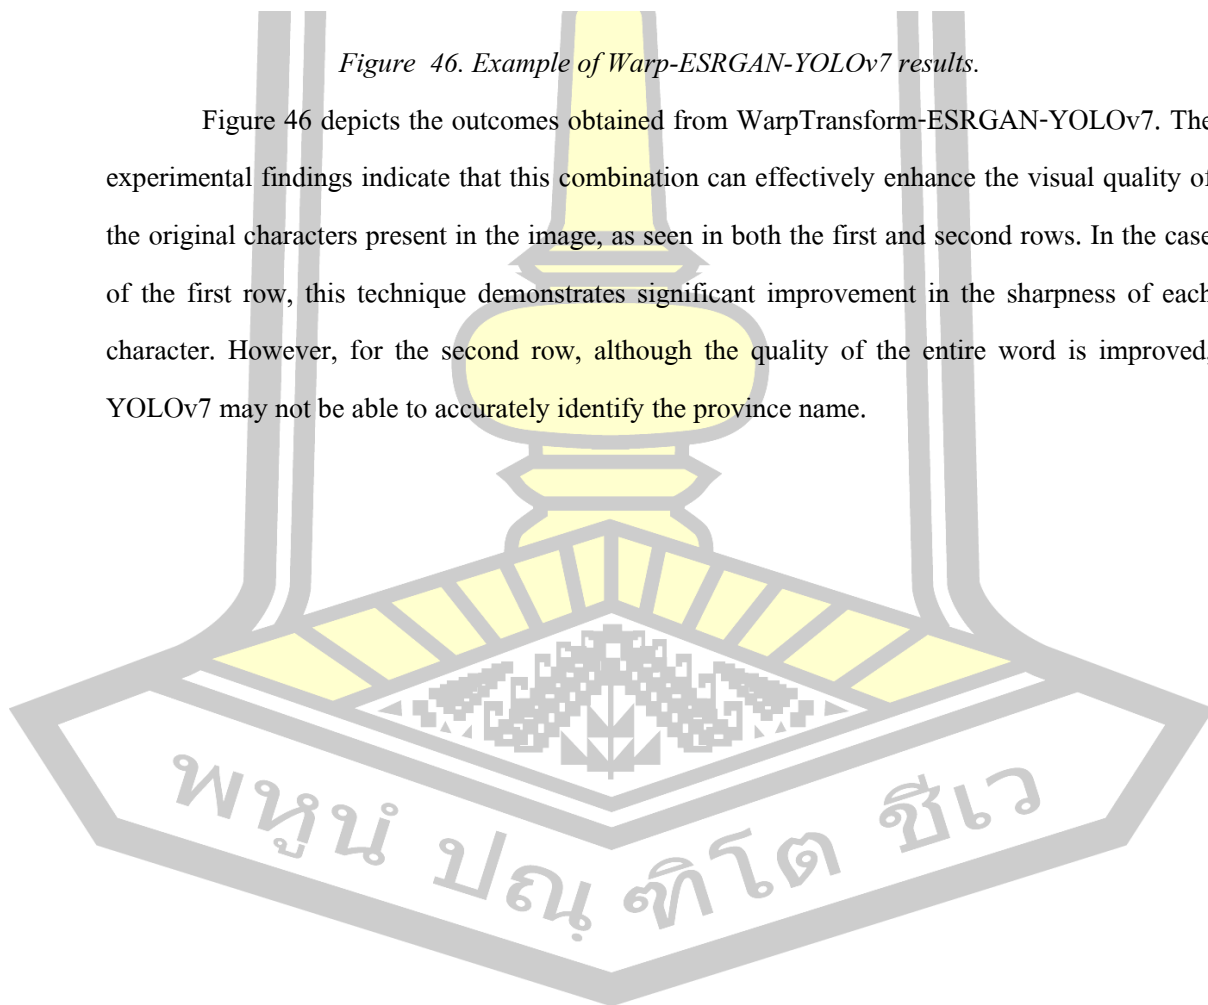 Figure 46. Example of Warp-ESRGAN-YOLOv7 results.
Figure 46 depicts the outcomes obtained from WarpTransform-ESRGAN-YOLOv7. The
experimental findings indicate that this combination can effectively enhance the visual quality of
the original characters present in the image, as seen in both the first and second rows. In the case
of the first row, this technique demonstrates significant improvement in the sharpness of each
character. However, for the second row, although the quality of the entire word is improved,
YOLOv7 may not be able to accurately identify the province name.
พหูนํ ปณฺฑิโต ชีเว